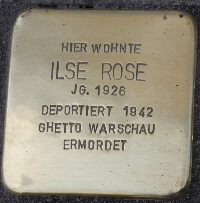 HIER WOHNTE
ILSE ROSE
JG. 1926
DEPORTIERT 1942
GHETTO WARSCHAU
ERMORDET